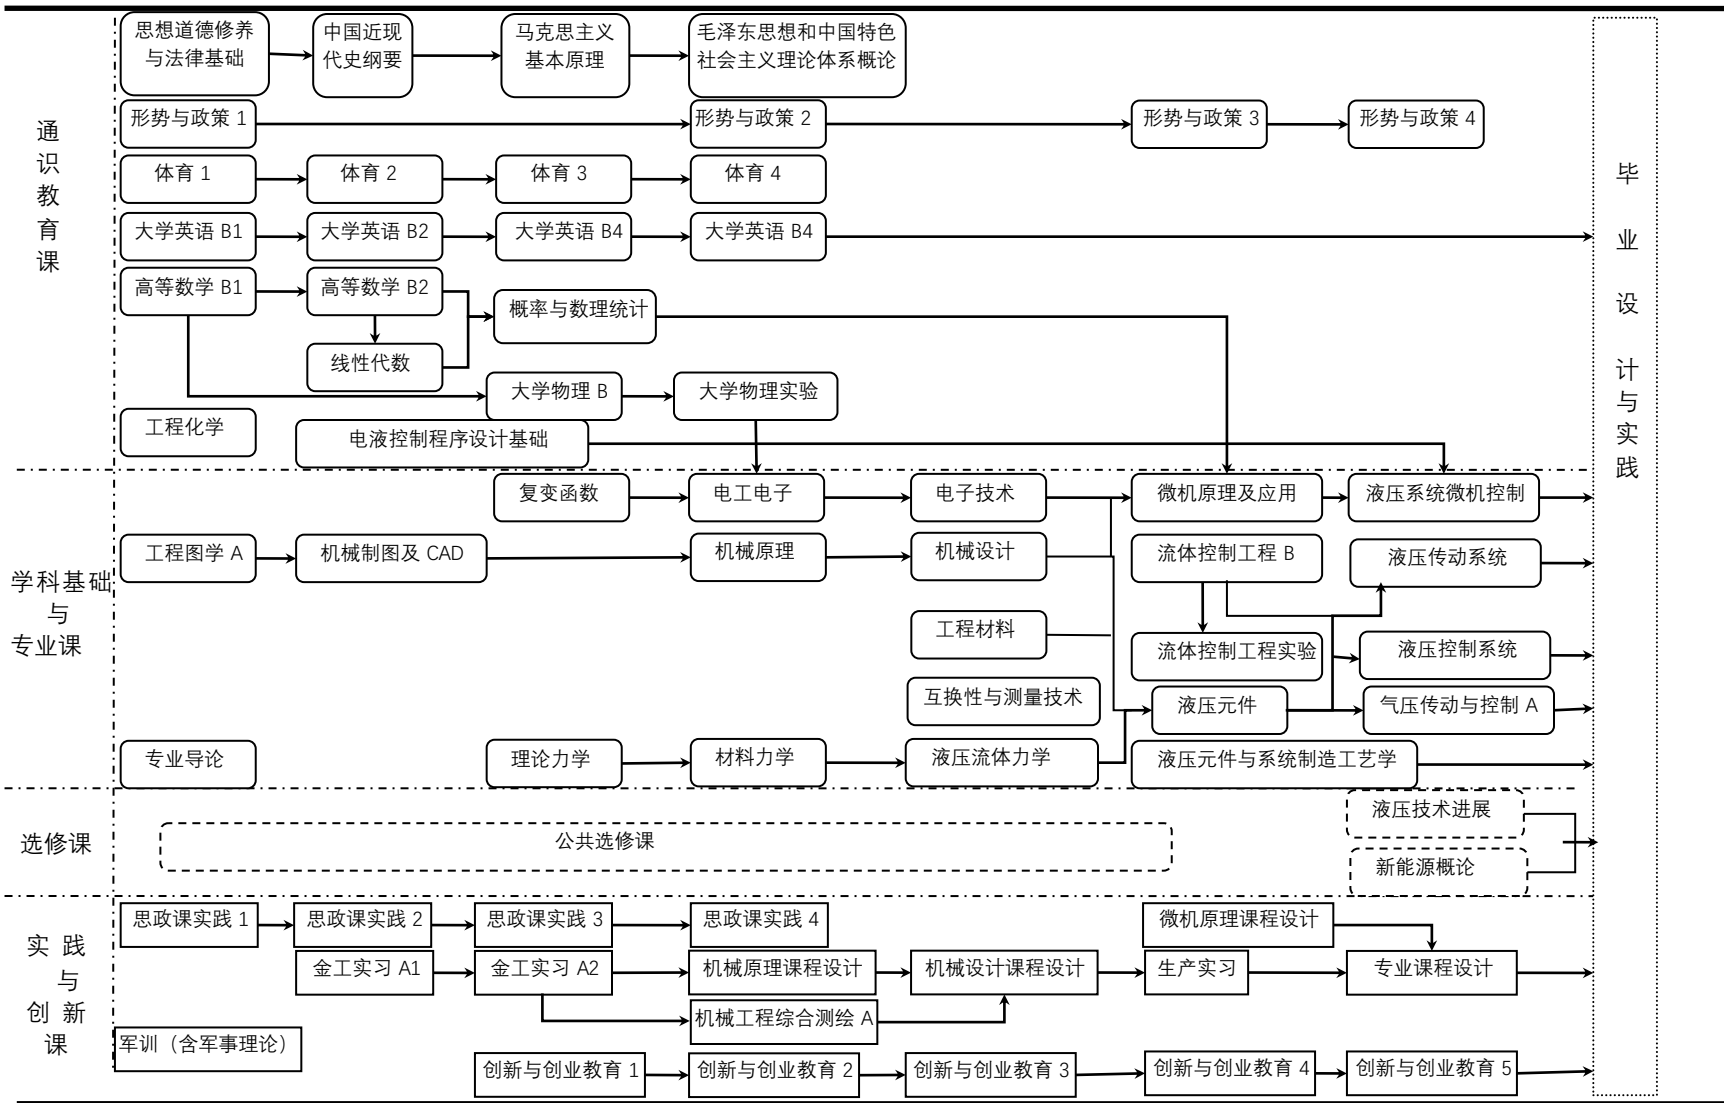 思想道德修养
与法律基础
中国近现
代史纲要
马克思主义
基本原理
毛泽东思想和中国特色
社会主义理论体系概论
形势与政策 1
形势与政策 2
形势与政策 3
形势与政策 4
通
识
教
育
课
体育 1
体育 2
体育 3
体育 4
大学英语 B1
大学英语 B2
大学英语 B4
大学英语 B4
高等数学 B1
高等数学 B2
概率与数理统计
线性代数
大学物理 B
大学物理实验
工程化学
电液控制程序设计基础
毕
业
设
计
与
实
践
学科基础
与
专业课
复变函数
电工电子
电子技术
微机原理及应用
液压系统微机控制
工程图学 A
机械制图及 CAD
机械原理
机械设计
流体控制工程 B
液压传动系统
工程材料
流体控制工程实验
液压控制系统
互换性与测量技术
液压元件
气压传动与控制 A
专业导论
理论力学
材料力学
液压流体力学
液压元件与系统制造工艺学
选修课
公共选修课
液压技术进展
新能源概论
实 践
与
创 新
课
思政课实践 1
思政课实践 2
思政课实践 3
思政课实践 4
微机原理课程设计
金工实习 A1
金工实习 A2
机械原理课程设计
机械设计课程设计
生产实习
专业课程设计
机械工程综合测绘 A
军训（含军事理论）
创新与创业教育 1
创新与创业教育 2
创新与创业教育 3
创新与创业教育 4
创新与创业教育 5